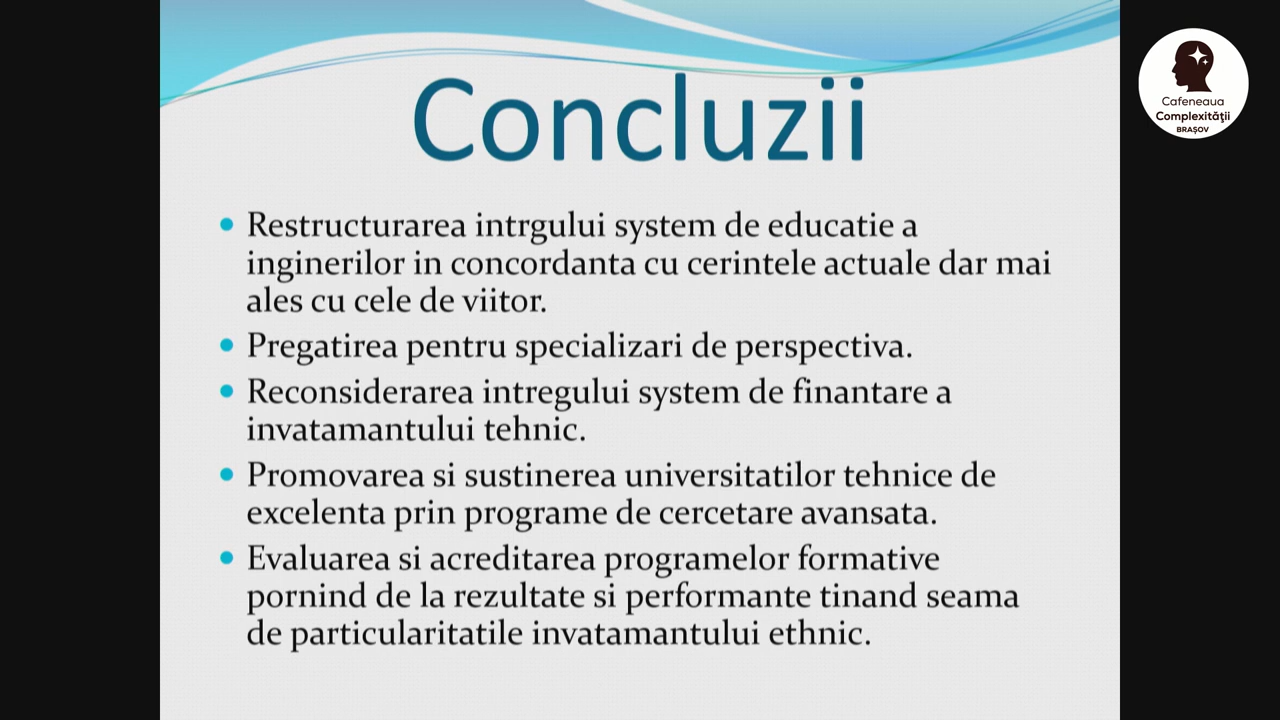 Concluzii
Cafeneaua
Complexității
BRAȘOV
Restructurarea intrgului system de educatie a
inginerilor in concordanta cu cerintele actuale dar mai
ales cu cele de viitor.
Pregatirea pentru specializari de perspectiva.
Reconsiderarea intregului system de finantare a
invatamantului tehnic.
Promovarea si sustinerea universitatilor tehnice de
excelenta prin programe de cercetare avansata.
Evaluarea si acreditarea programelor formative
pornind de la rezultate si performante tinand seama
de particularitatile invatamantului ethnic.